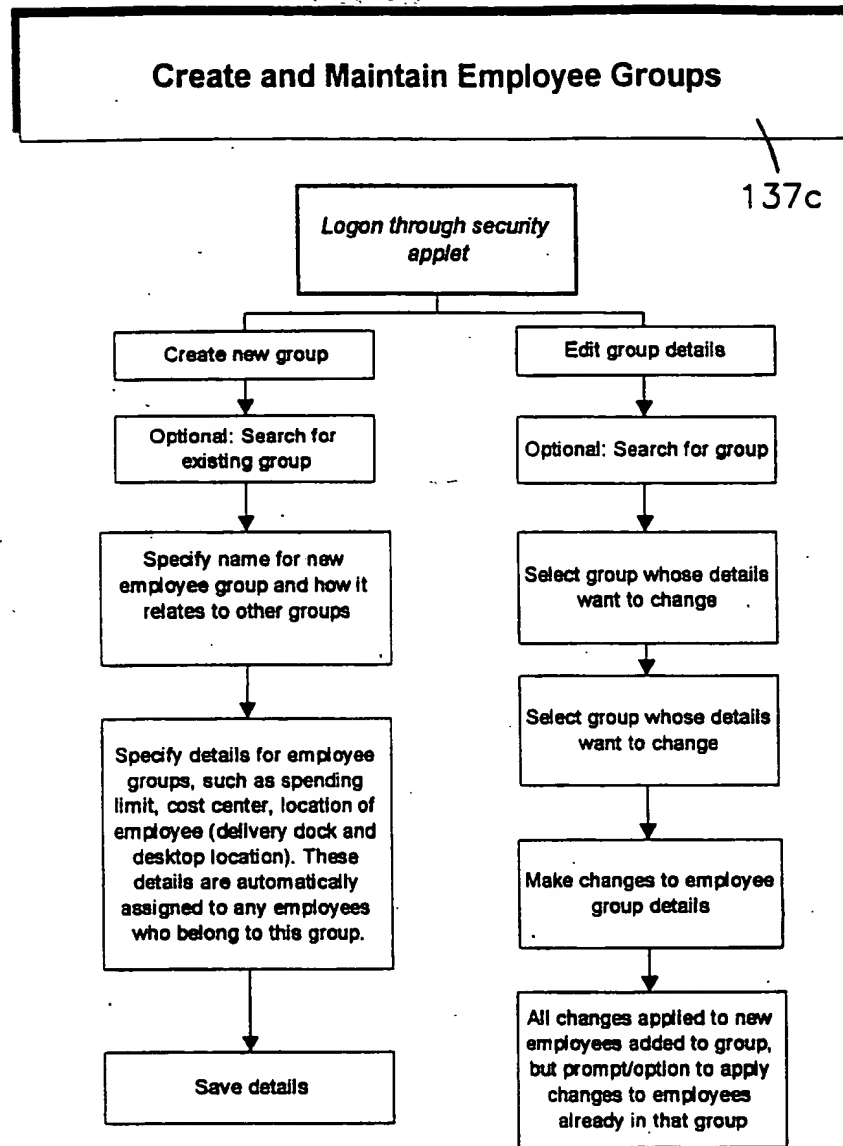 Create and Maintain Employee Groups
137c
Logon through security
applet
Create new group
Optional: Search for
existing group
Specify name for new
employee group and how it
relates to other groups
Specify details for employee
groups, such as spending
limit, cost center, location of
employee (delivery dock and
desktop location). These
details are automatically
assigned to any employees
who belong to this group.
Save details
Edit group details
Optional: Search for group
Select group whose details
want to change
Select group whose details
want to change
Make changes to employee
group details
All changes applied to new
employees added to group,
but prompt/option to apply
changes to employees
already in that group